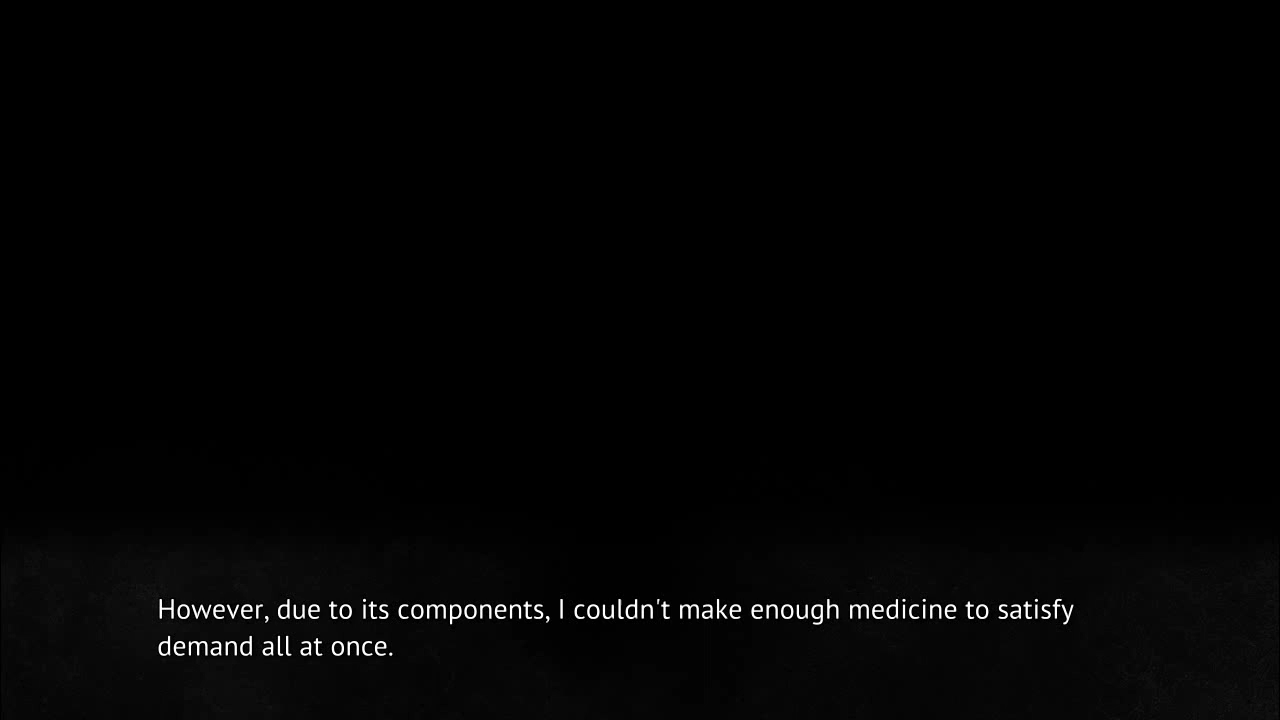 However, due to its components, I couldn't make enough medicine to satisfy
demand all at once.